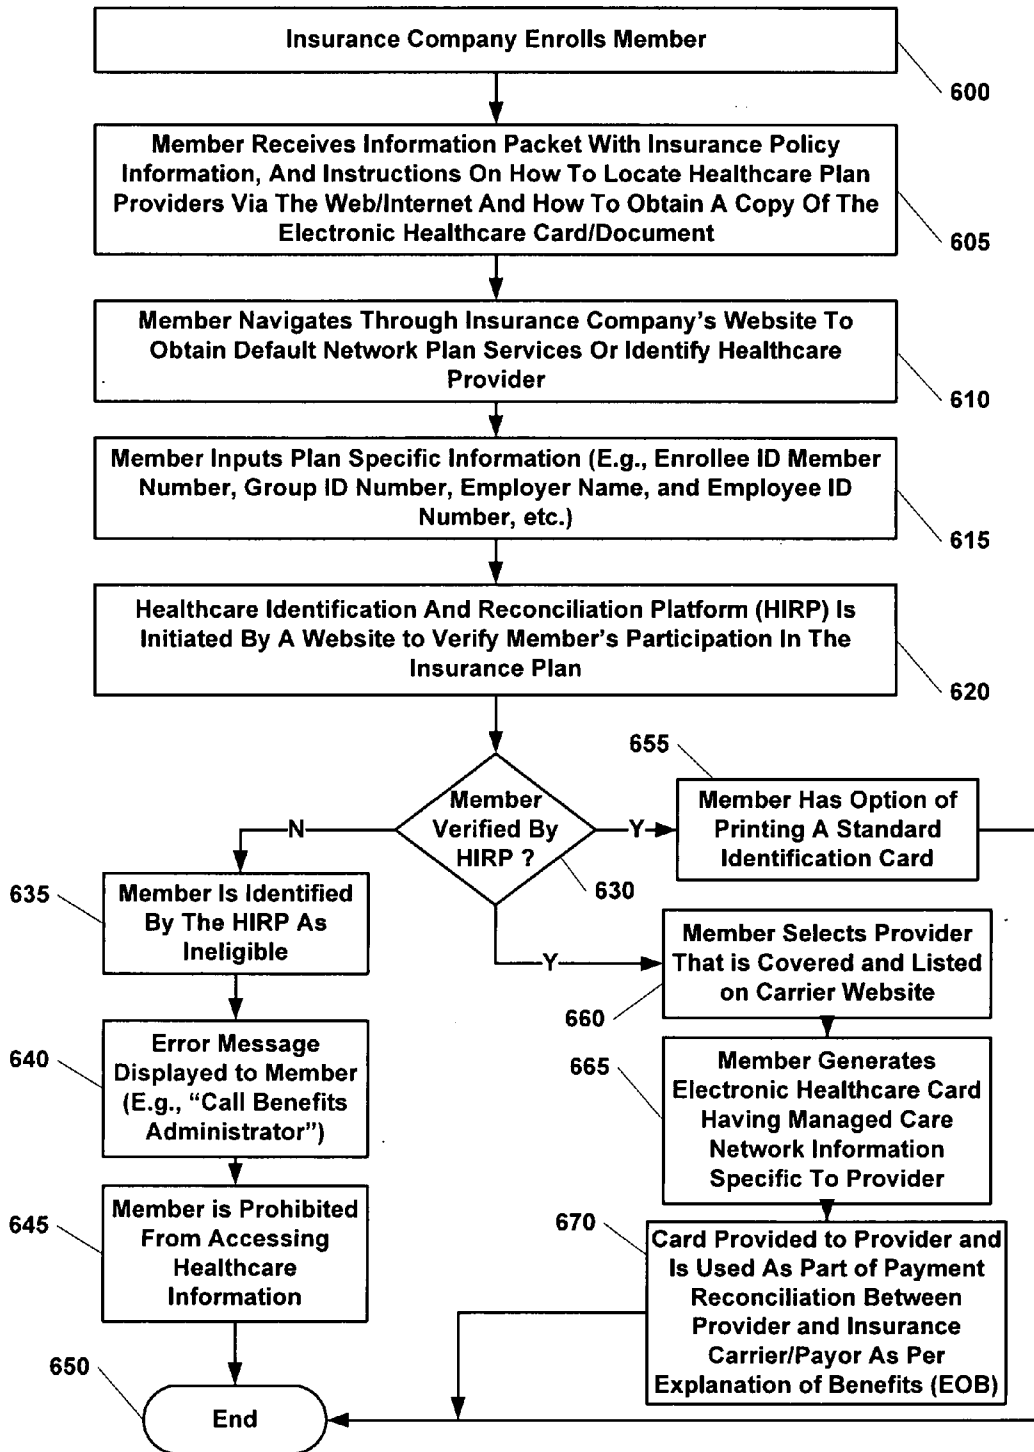 Insurance Company Enrolls Member
600
Member Receives Information Packet With Insurance Policy
Information, And Instructions On How To Locate Healthcare Plan
Providers Via The Web/Internet And How To Obtain A Copy Of The
Electronic Healthcare Card/Document
605
Member Navigates Through Insurance Company's Website To
Obtain Default Network Plan Services Or Identify Healthcare
Provider
610
Member Inputs Plan Specific Information (E.g., Enrollee ID Member
Number, Group ID Number, Employer Name, and Employee ID
Number, etc.)
615
Healthcare Identification And Reconciliation Platform (HIRP) Is
Initiated By A Website to Verify Member's Participation In The
Insurance Plan
620
Member
Verified By
HIRP ?
630
N
Y
Y
655
Member Has Option of
Printing A Standard
Identification Card
635
Member Is Identified
By The HIRP As
Ineligible
640
Error Message
Displayed to Member
(E.g., “Call Benefits
Administrator”)
645
Member is Prohibited
From Accessing
Healthcare
Information
660
Member Selects Provider
That is Covered and Listed
on Carrier Website
665
Member Generates
Electronic Healthcare Card
Having Managed Care
Network Information
Specific To Provider
670
Card Provided to Provider and
Is Used As Part of Payment
Reconciliation Between
Provider and Insurance
Carrier/Payor As Per
Explanation of Benefits (EOB)
650
End